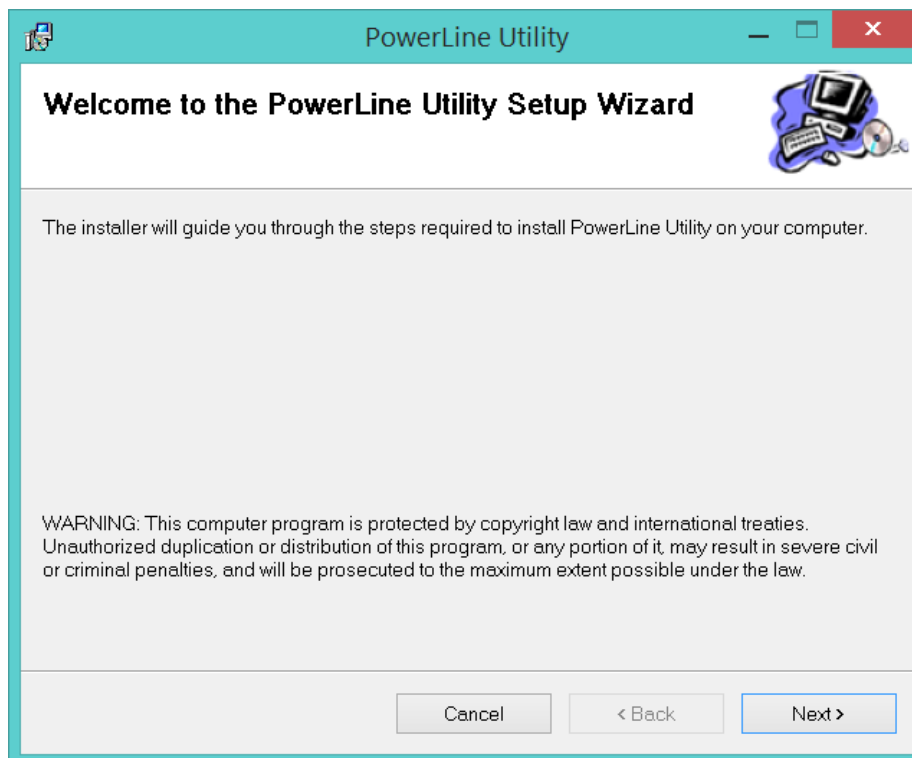 PowerLine Utility
Welcome to the PowerLine Utility Setup Wizard
The installer will guide you through the steps required to install PowerLine Utility on your computer.
WARNING: This computer program is protected by copyright law and international treaties.
Unauthorized duplication or distribution of this program, or any portion of it, may result in severe civil
or criminal penalties, and will be prosecuted to the maximum extent possible under the law.
Cancel < Back Next >